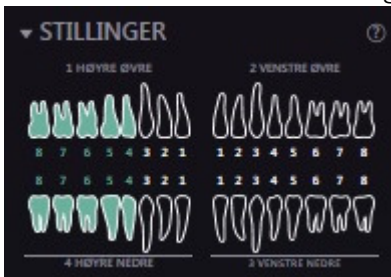 STILLINGER ?
1 HØYRE ØVRE 2 VENSTRE ØVRE
8 7 6 5 4 3 2 1 1 2 3 4 5 6 7 8
8 7 6 5 4 3 2 1 1 2 3 4 5 6 7 8
4 HØYRE NEDRE 3 VENSTRE NEDRE